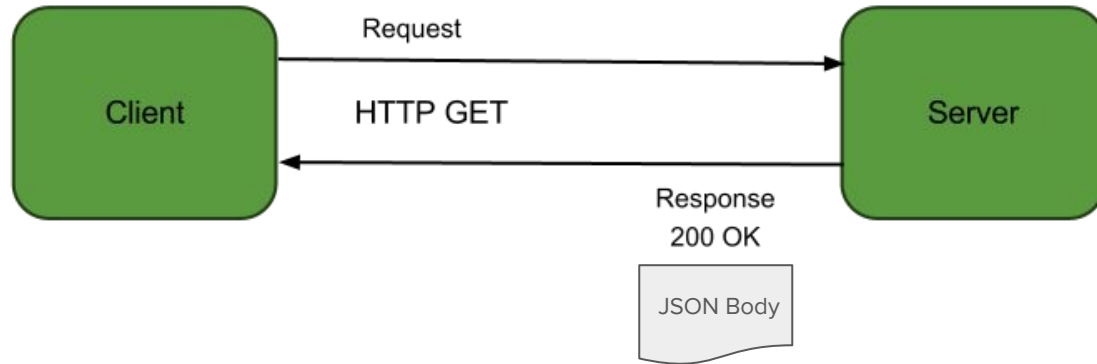 Request
Client
HTTP GET
Server
Response
200 OK
JSON Body